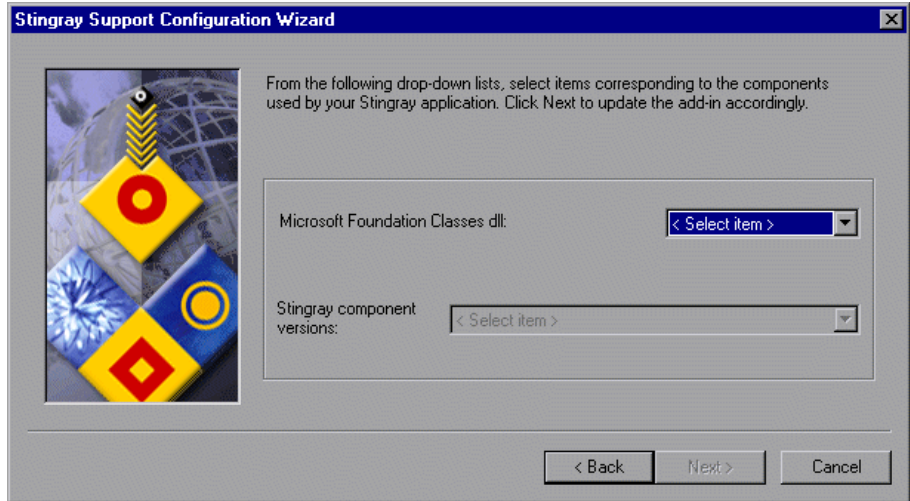 Stingray Support Configuration Wizard
From the following drop-down lists, select items corresponding to the components
used by your Stingray application. Click Next to update the add-in accordingly.
Microsoft Foundation Classes dll:
< Select item >
Stingray component
versions:
< Select item >
< Back
Next >
Cancel